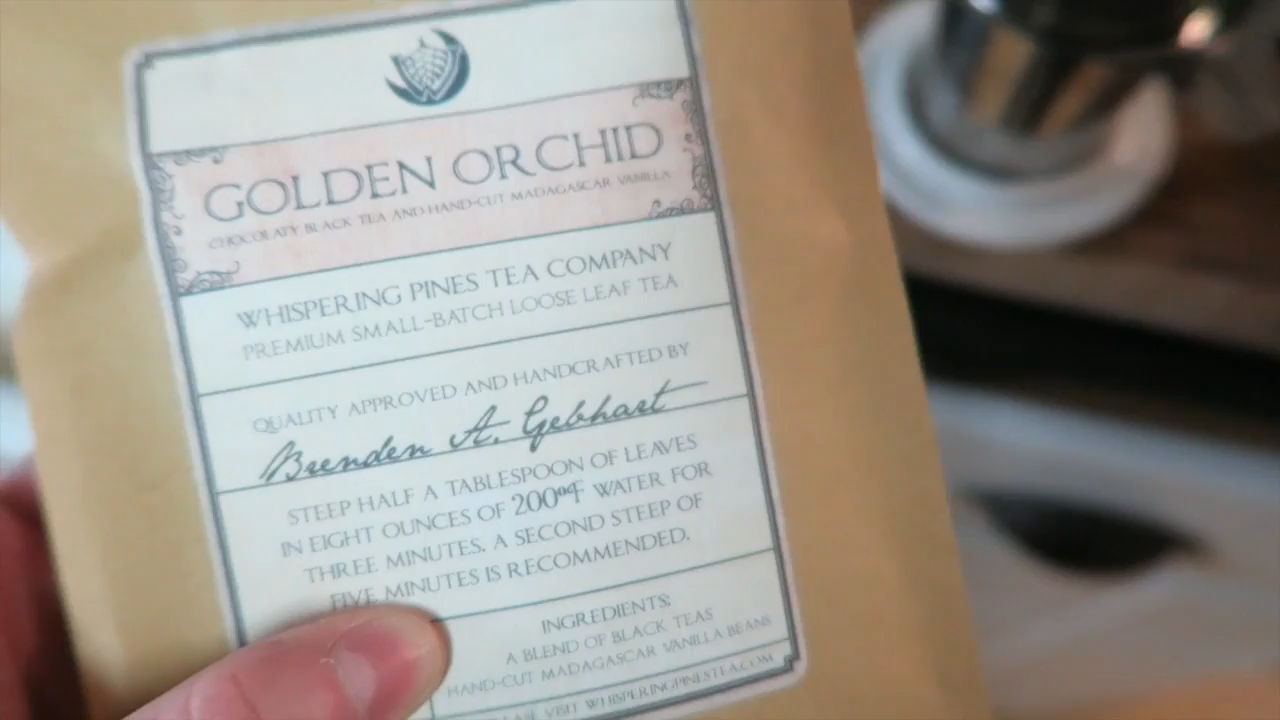 GOLDEN ORCHID
CHOCOLATY BLACK TEA AND HAND-CUT MADAGASCAR VANILLA
WHISPERING PINES TEA COMPANY
PREMIUM SMALL-BATCH LOOSE LEAF TEA
QUALITY APPROVED AND HANDCRAFTED BY
Brenden A. Gebhart
STEEP HALF A TABLESPOON OF LEAVES
IN EIGHT OUNCES OF 200°F WATER FOR
THREE MINUTES. A SECOND STEEP OF
FIVE MINUTES IS RECOMMENDED.
INGREDIENTS:
A BLEND OF BLACK TEAS
HAND-CUT MADAGASCAR VANILLA BEANS
VISIT WHISPERINGPINESTEA.COM